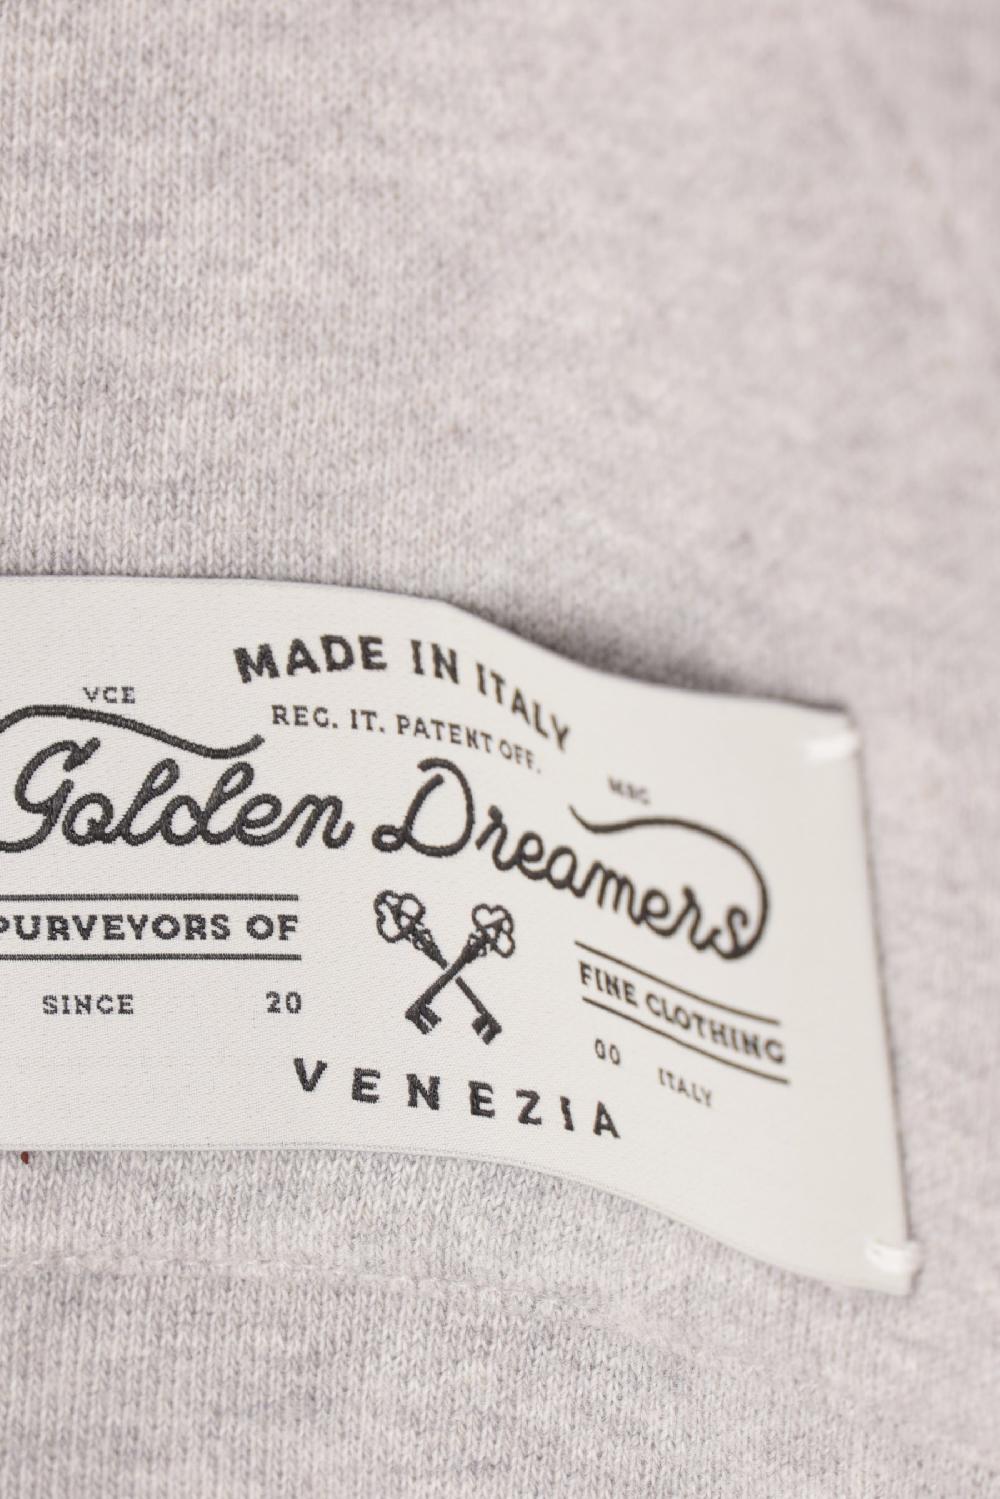 MADE IN ITALY
REG. IT. PATENT OFF.
VCE
Golden Dreamers
PURVEYORS OF
FINE CLOTHING
SINCE 20 00 ITALY
VENEZIA